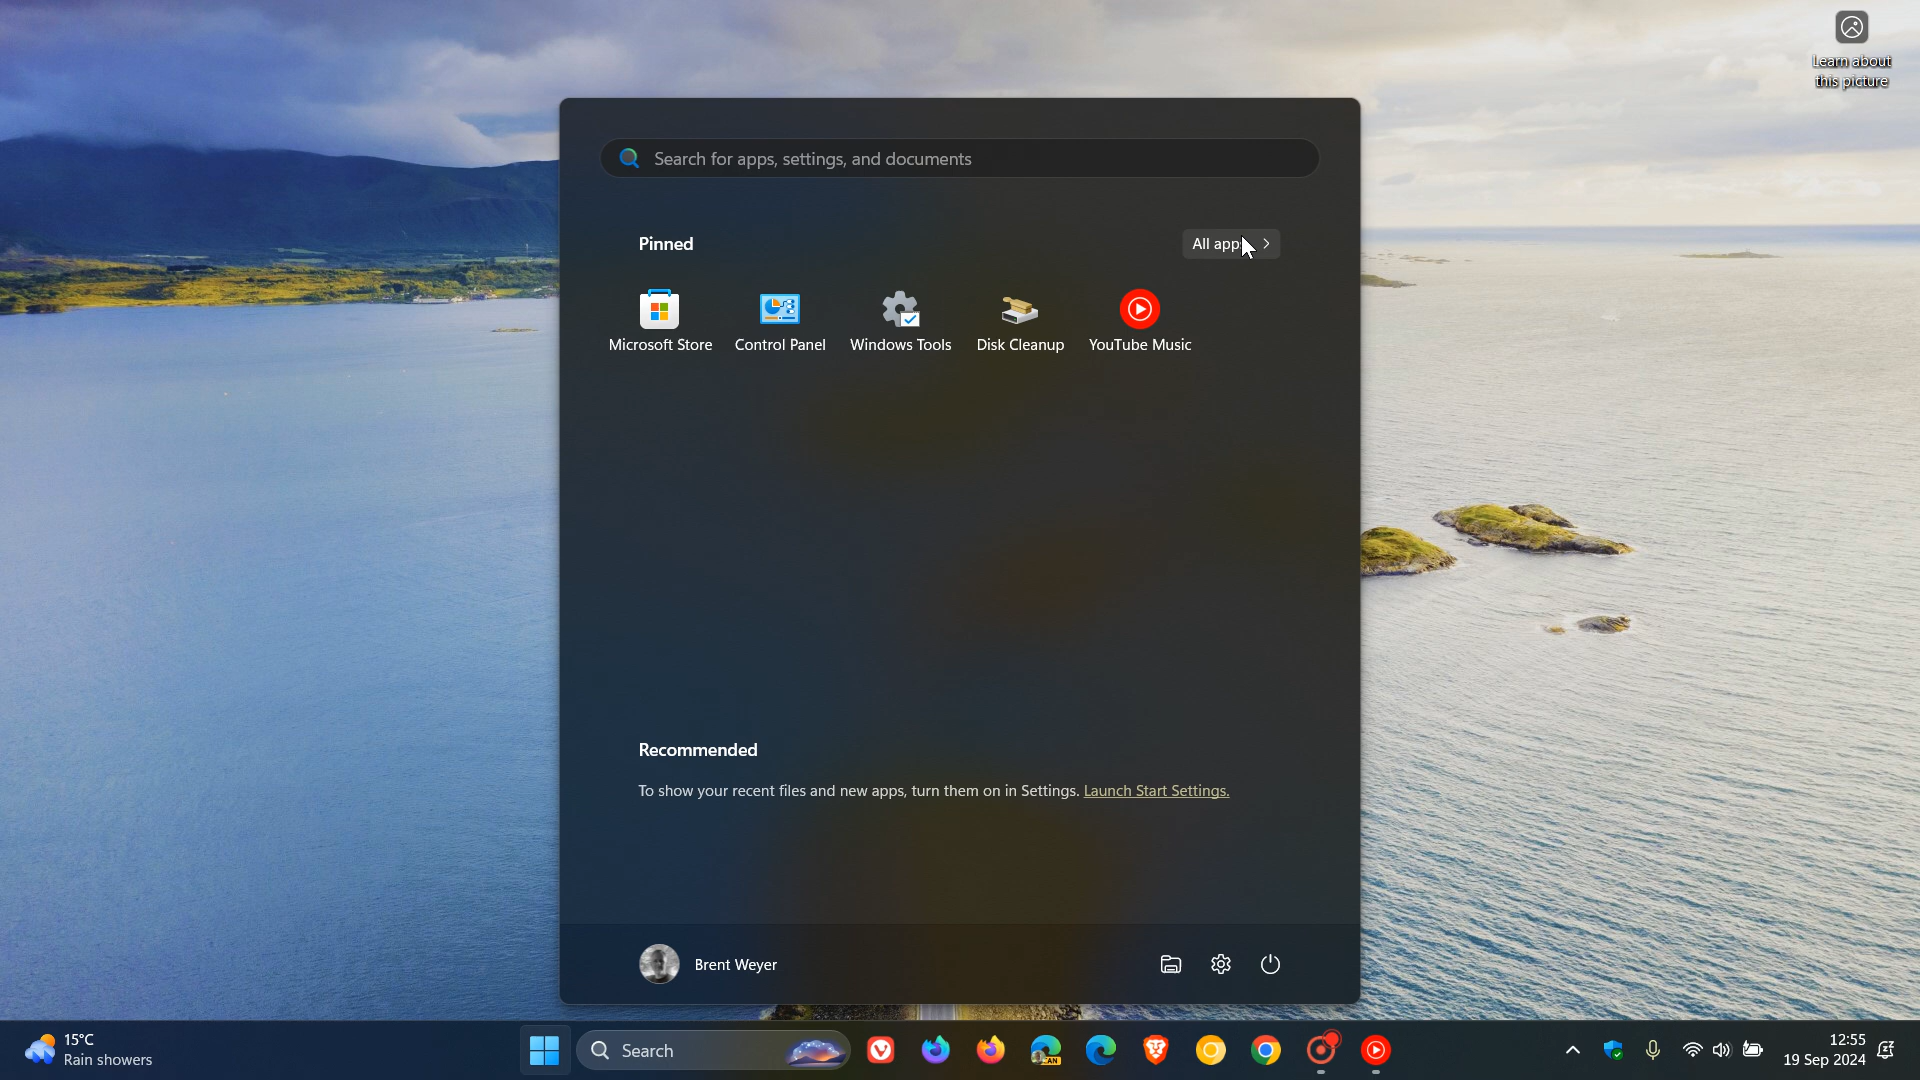 Learn about
this picture
Search for apps, settings, and documents
Pinned
All apps
Microsoft Store
Control Panel
Windows Tools
Disk Cleanup
YouTube Music
Recommended
To show your recent files and new apps, turn them on in Settings. Launch Start Settings.
Brent Weyer
15°C
Rain showers
Search
CAN
12:55
19 Sep 2024